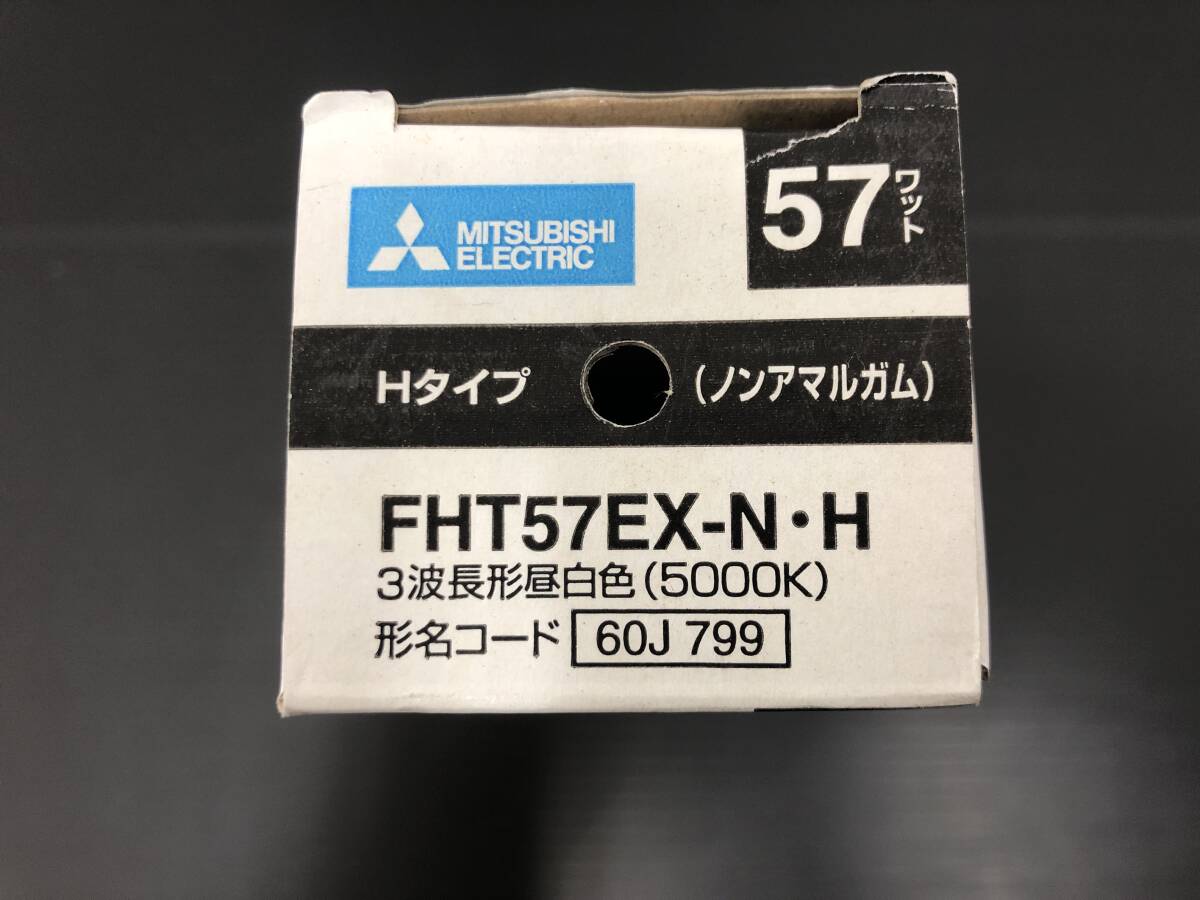 MITSUBISHI
ELECTRIC
57ワット
Hタイプ (ノンアマルガム)
FHT57EX-N・H
3波長形昼白色(5000K)
形名コード 60J 799